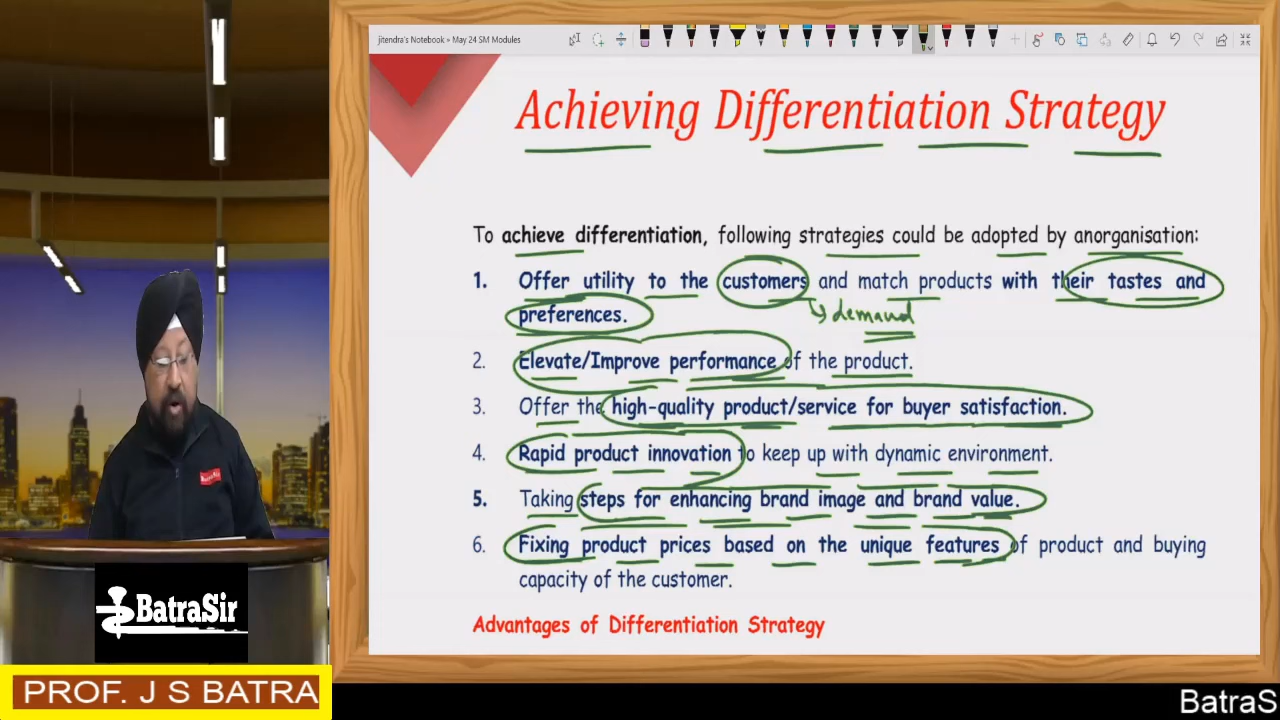 jitendra's Notebook » May 24 SM Modules
Achieving Differentiation Strategy
To achieve differentiation, following strategies could be adopted by anorganisation:
1. Offer utility to the customers and match products with their tastes and
preferences.
demand
2. Elevate/Improve performance of the product.
3. Offer the high-quality product/service for buyer satisfaction.
4. Rapid product innovation to keep up with dynamic environment.
5. Taking steps for enhancing brand image and brand value.
6. Fixing product prices based on the unique features of product and buying
capacity of the customer.
Advantages of Differentiation Strategy
BatraSir
PROF. J S BATRA
BatraS